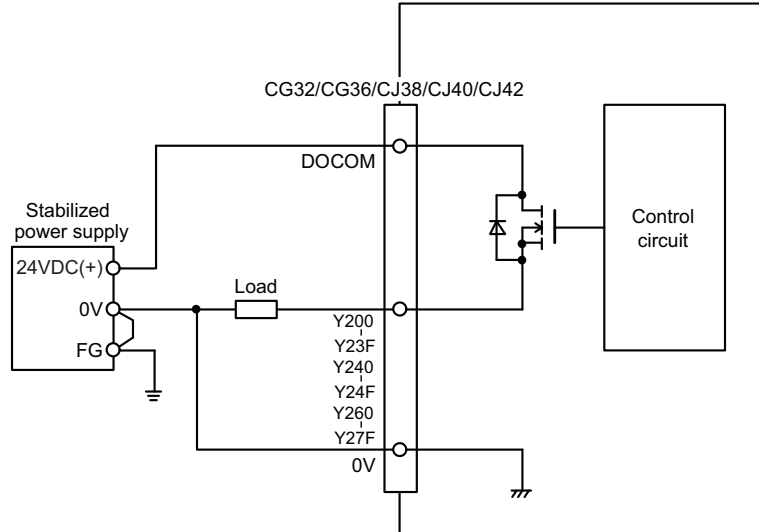 CG32/CG36/CJ38/CJ40/CJ42
DOCOM
Stabilized
power supply
24VDC(+)
0V
FG
Load
Y200
Y23F
Y240
Y24F
Y260
Y27F
0V
Control
circuit